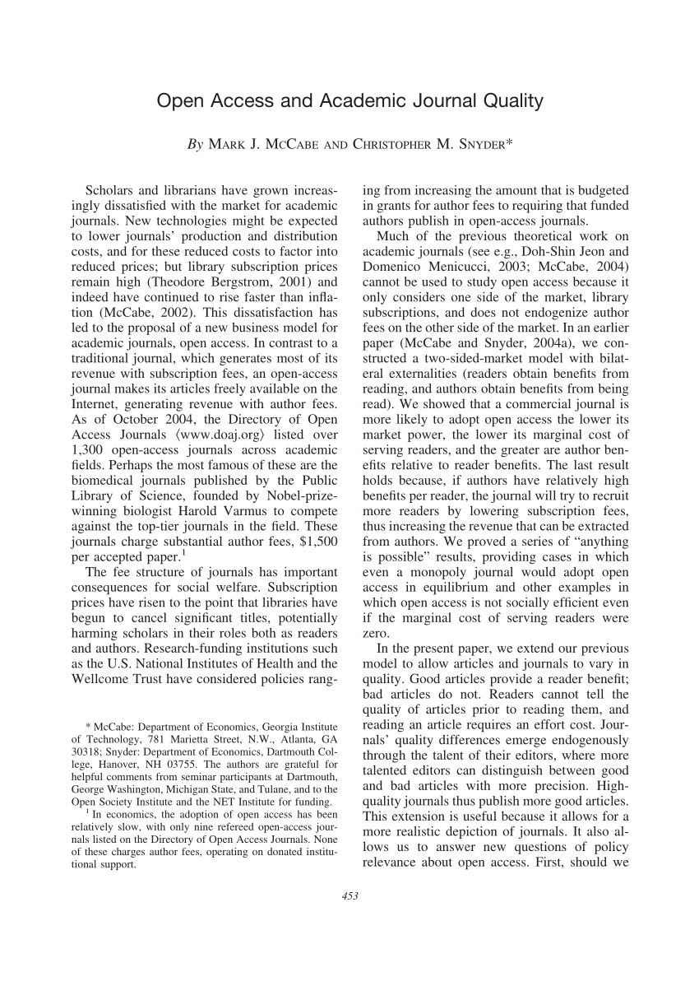 Open Access and Academic Journal Quality
By MARK J. MCCABE AND CHRISTOPHER M. SNYDER*
Scholars and librarians have grown increas-
ingly dissatisfied with the market for academic
journals. New technologies might be expected
to lower journals' production and distribution
costs, and for these reduced costs to factor into
reduced prices; but library subscription prices
remain high (Theodore Bergstrom, 2001) and
indeed have continued to rise faster than infla-
tion (McCabe, 2002). This dissatisfaction has
led to the proposal of a new business model for
academic journals, open access. In contrast to a
traditional journal, which generates most of its
revenue with subscription fees, an open-access
journal makes its articles freely available on the
Internet, generating revenue with author fees.
As of October 2004, the Directory of Open
Access Journals ⟨www.doaj.org⟩ listed over
1,300 open-access journals across academic
fields. Perhaps the most famous of these are the
biomedical journals published by the Public
Library of Science, founded by Nobel-prize-
winning biologist Harold Varmus to compete
against the top-tier journals in the field. These
journals charge substantial author fees, $1,500
per accepted paper.1
The fee structure of journals has important
consequences for social welfare. Subscription
prices have risen to the point that libraries have
begun to cancel significant titles, potentially
harming scholars in their roles both as readers
and authors. Research-funding institutions such
as the U.S. National Institutes of Health and the
Wellcome Trust have considered policies rang-
* McCabe: Department of Economics, Georgia Institute
of Technology, 781 Marietta Street, N.W., Atlanta, GA
30318; Snyder: Department of Economics, Dartmouth Col-
lege, Hanover, NH 03755. The authors are grateful for
helpful comments from seminar participants at Dartmouth,
George Washington, Michigan State, and Tulane, and to the
Open Society Institute and the NET Institute for funding.
1 In economics, the adoption of open access has been
relatively slow, with only nine refereed open-access jour-
nals listed on the Directory of Open Access Journals. None
of these charges author fees, operating on donated institu-
tional support.
ing from increasing the amount that is budgeted
in grants for author fees to requiring that funded
authors publish in open-access journals.
Much of the previous theoretical work on
academic journals (see e.g., Doh-Shin Jeon and
Domenico Menicucci, 2003; McCabe, 2004)
cannot be used to study open access because it
only considers one side of the market, library
subscriptions, and does not endogenize author
fees on the other side of the market. In an earlier
paper (McCabe and Snyder, 2004a), we con-
structed a two-sided-market model with bilat-
eral externalities (readers obtain benefits from
reading, and authors obtain benefits from being
read). We showed that a commercial journal is
more likely to adopt open access the lower its
market power, the lower its marginal cost of
serving readers, and the greater are author ben-
efits relative to reader benefits. The last result
holds because, if authors have relatively high
benefits per reader, the journal will try to recruit
more readers by lowering subscription fees,
thus increasing the revenue that can be extracted
from authors. We proved a series of "anything
is possible" results, providing cases in which
even a monopoly journal would adopt open
access in equilibrium and other examples in
which open access is not socially efficient even
if the marginal cost of serving readers were
zero.
In the present paper, we extend our previous
model to allow articles and journals to vary in
quality. Good articles provide a reader benefit;
bad articles do not. Readers cannot tell the
quality of articles prior to reading them, and
reading an article requires an effort cost. Jour-
nals' quality differences emerge endogenously
through the talent of their editors, where more
talented editors can distinguish between good
and bad articles with more precision. High-
quality journals thus publish more good articles.
This extension is useful because it allows for a
more realistic depiction of journals. It also al-
lows us to answer new questions of policy
relevance about open access. First, should we
453